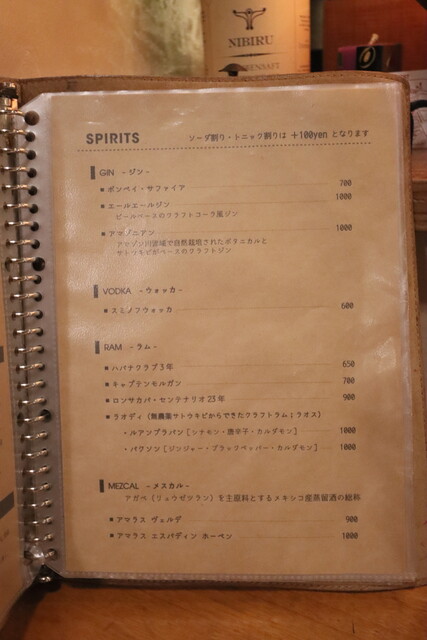 NIBIRU
SPIRITS ソーダ割り・トニック割りは +100yen となります
GIN -ジン-
■ ボンベイ・サファイア 700
■ エールエールジン 1000
ビールベースのクラフトコーラ風ジン
■ アマゾニアン 1000
アマゾン川流域で自然栽培されたボタニカルと
サトウキビがベースのクラフトジン
VODKA -ウォッカ-
■ スミノフウォッカ 600
RAM -ラム-
■ ハバナクラブ3年 650
■ キャプテンモルガン 700
■ ロンサカパ・センテナリオ 23年 900
■ ラオディ (無農薬サトウキビからできたクラフトラム;ラオス)
・ルアンプラバン [シナモン・唐辛子・カルダモン] 1000
・パクソン [ジンジャー・ブラックペッパー・カルダモン] 1000
MEZCAL -メスカル-
アガベ (リュウゼツラン) を主原料とするメキシコ産蒸留酒の総称
■ アマラス ヴェルデ 900
■ アマラス エスパディン ホーベン 1000